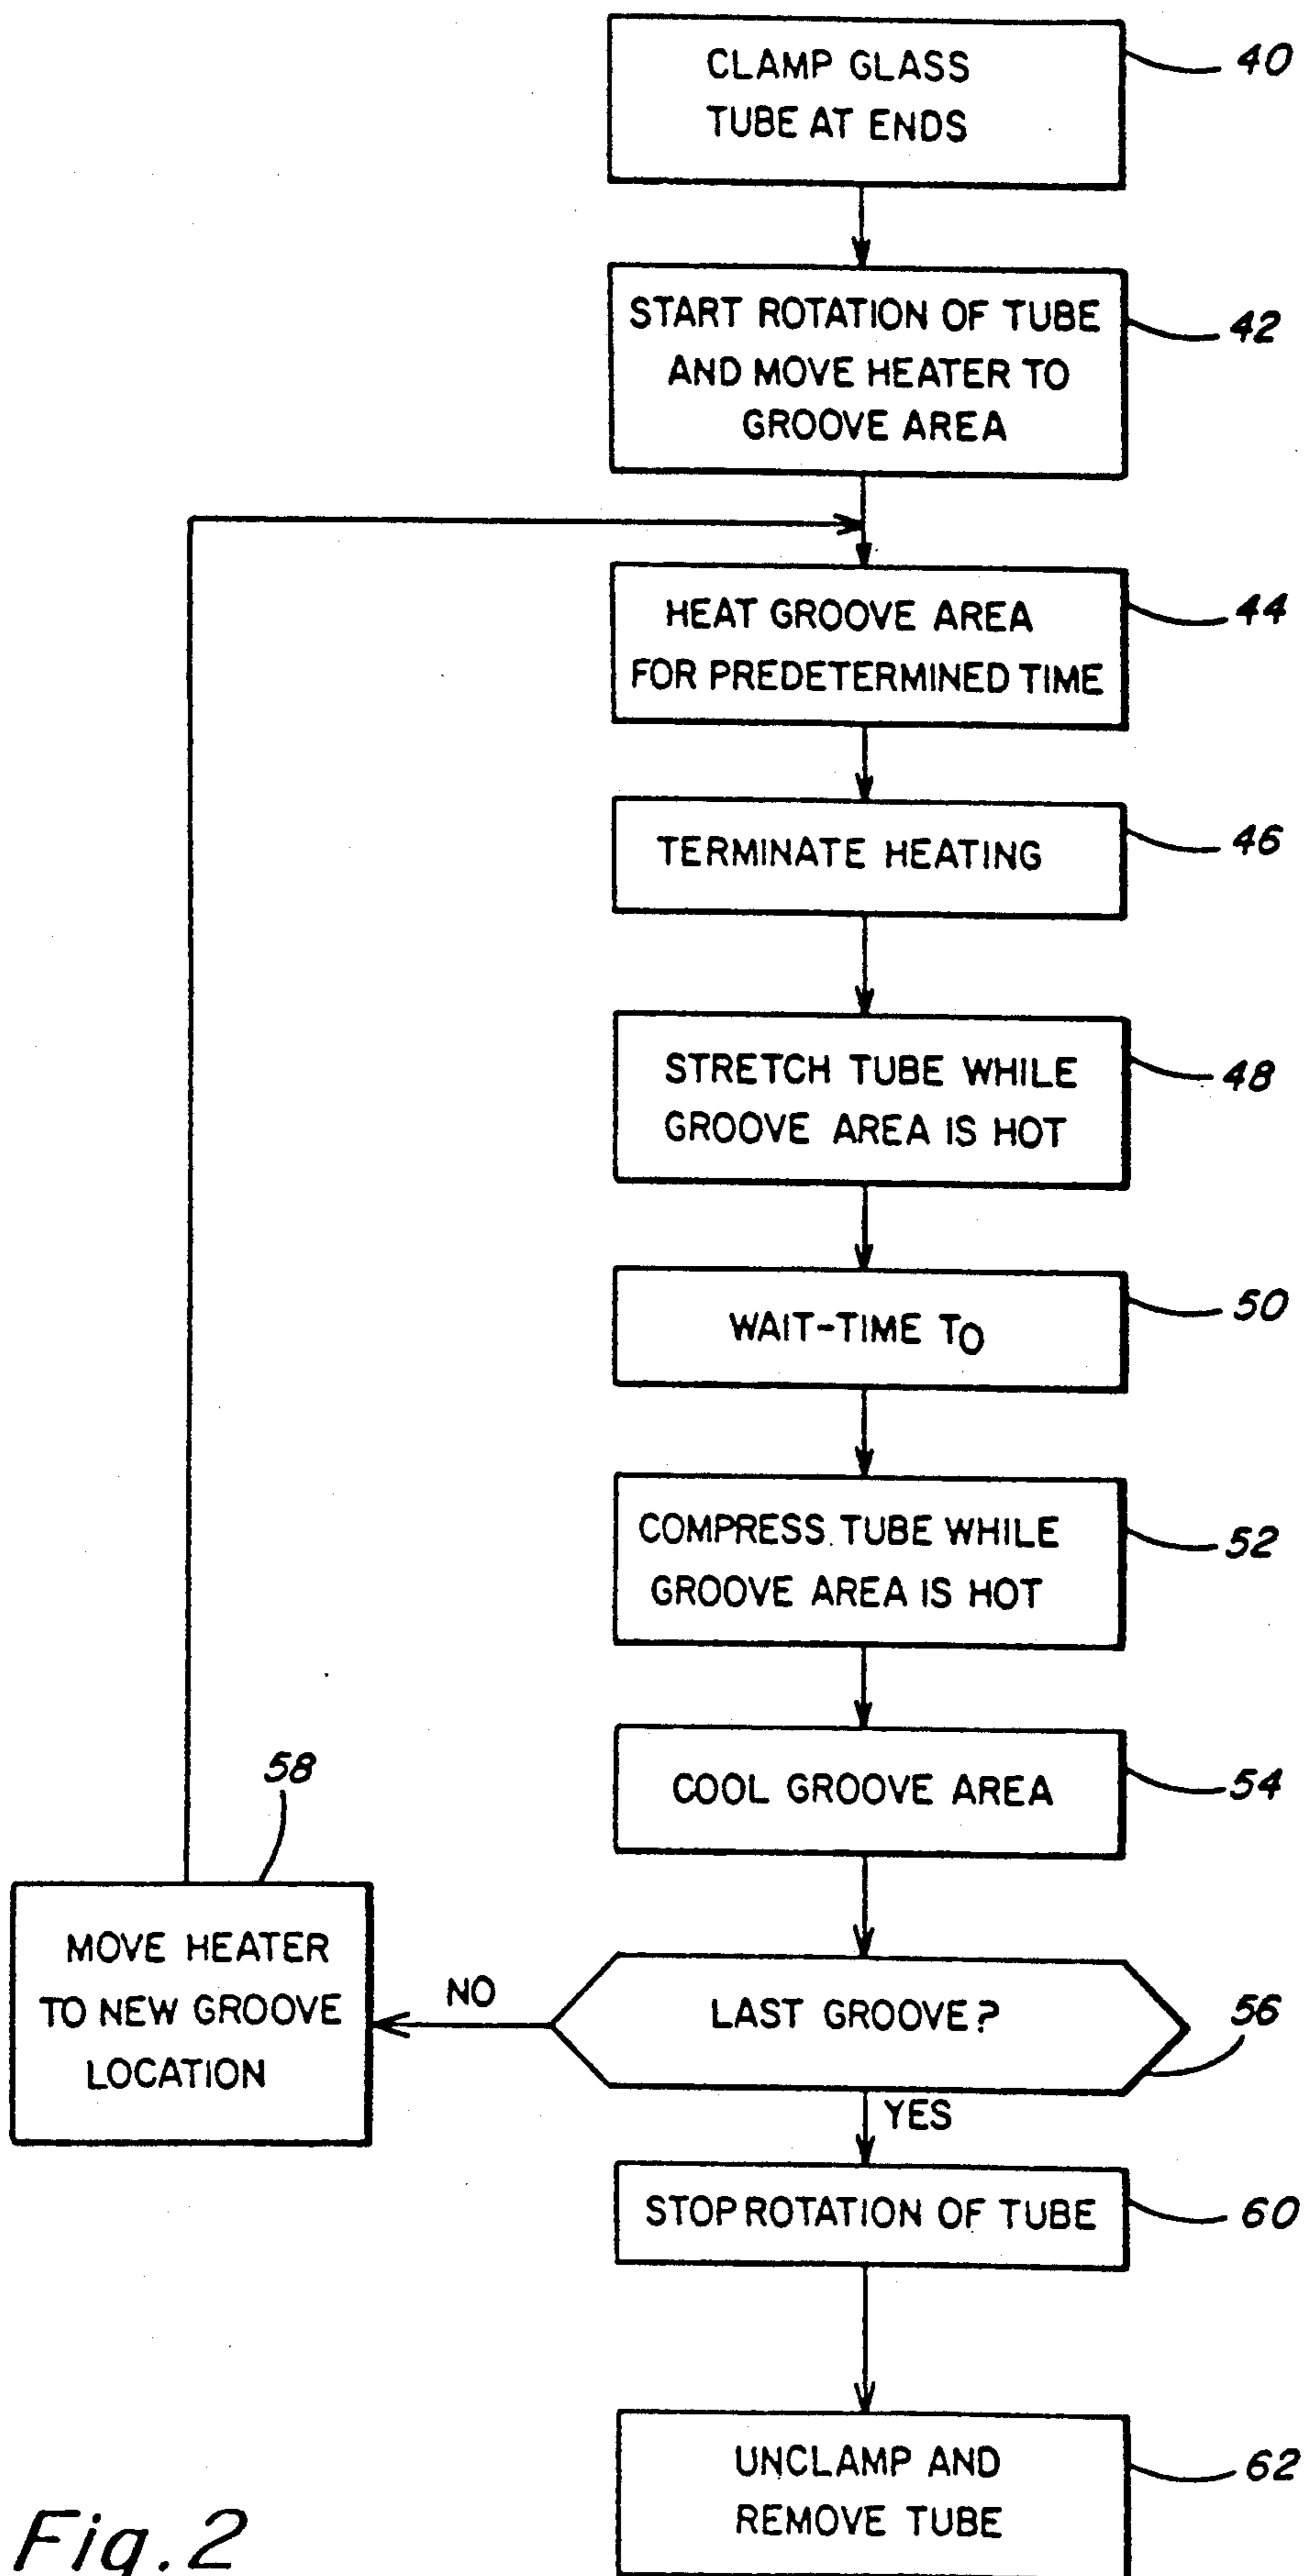 CLAMP GLASS
TUBE AT ENDS
40
START ROTATION OF TUBE
AND MOVE HEATER TO
GROOVE AREA
42
HEAT GROOVE AREA
FOR PREDETERMINED TIME
44
TERMINATE HEATING
46
STRETCH TUBE WHILE
GROOVE AREA IS HOT
48
WAIT-TIME TO
50
COMPRESS TUBE WHILE
GROOVE AREA IS HOT
52
COOL GROOVE AREA
54
58
MOVE HEATER
TO NEW GROOVE
LOCATION
NO
LAST GROOVE?
56
YES
STOP ROTATION OF TUBE
60
UNCLAMP AND
REMOVE TUBE
62
Fig. 2